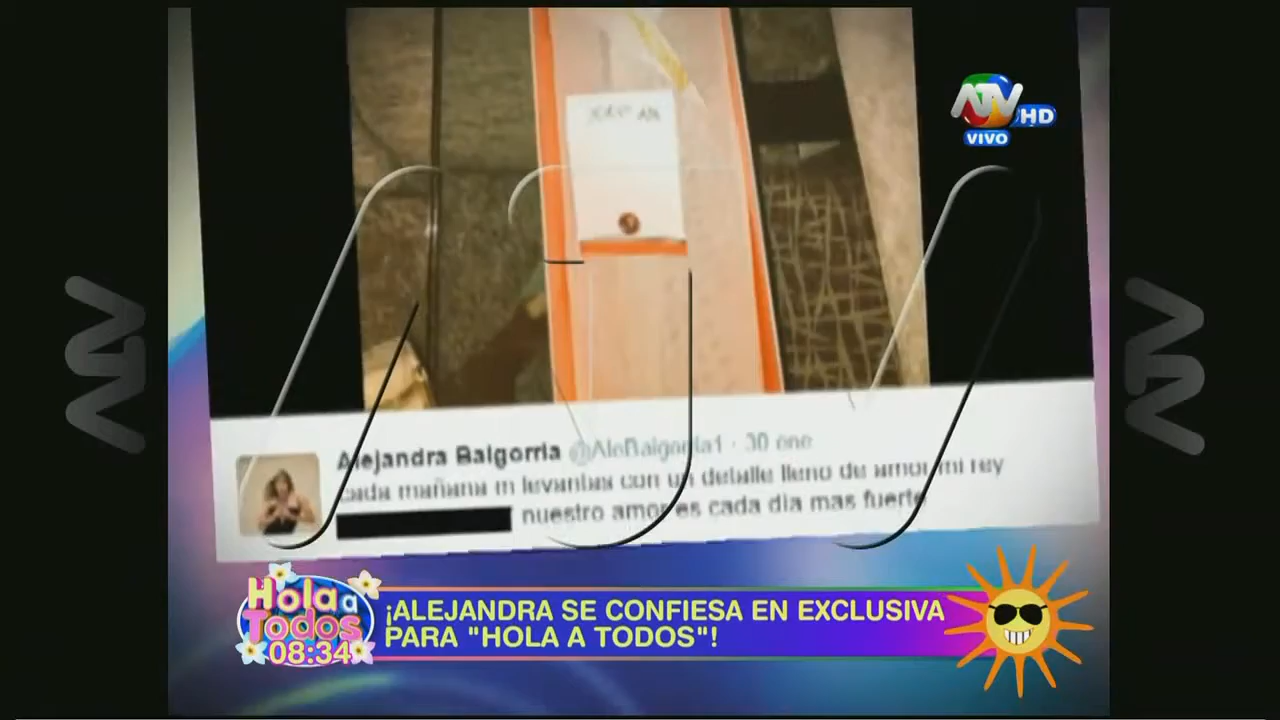 ATV HD
VIVO
Alejandra Baigorria @AleBaigorria1 · 30 ene
cada mañana m levantas con un detalle lleno de amor mi rey
nuestro amor es cada dia mas fuerte
Hola a
Todos
08:34
¡ALEJANDRA SE CONFIESA EN EXCLUSIVA
PARA "HOLA A TODOS"!